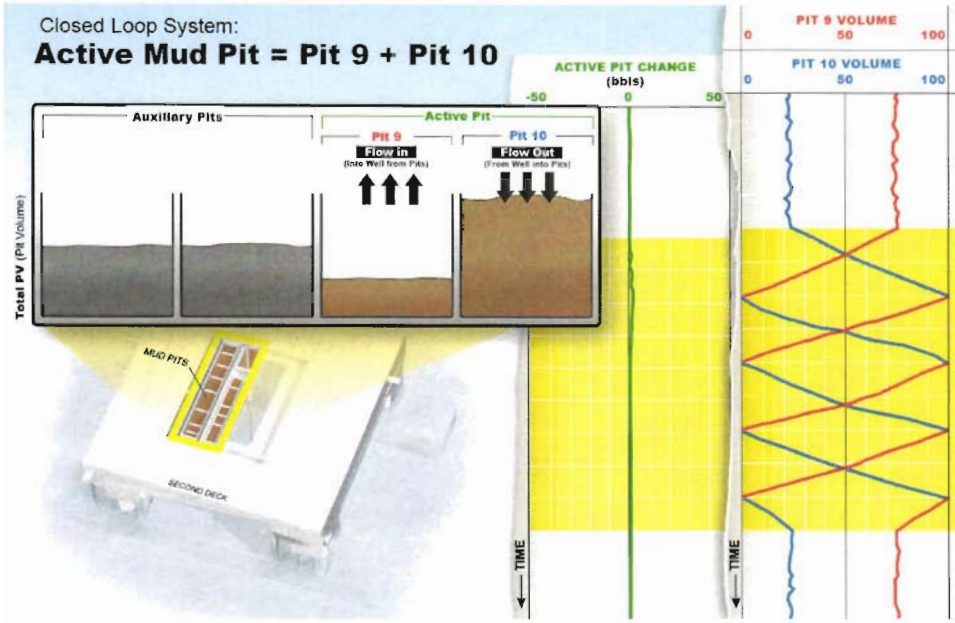 Closed Loop System:
Active Mud Pit = Pit 9 + Pit 10
Auxillary Pits
Active Pit
Pit 9
Flow in
(Into Well from Pits)
Pit 10
Flow Out
(From Well into Pits)
Total PV (Pit Volume)
MUD PITS
SECOND DECK
ACTIVE PIT CHANGE
(bbls)
-50 0 50
TIME
PIT 9 VOLUME
0 50 100
PIT 10 VOLUME
0 50 100
TIME